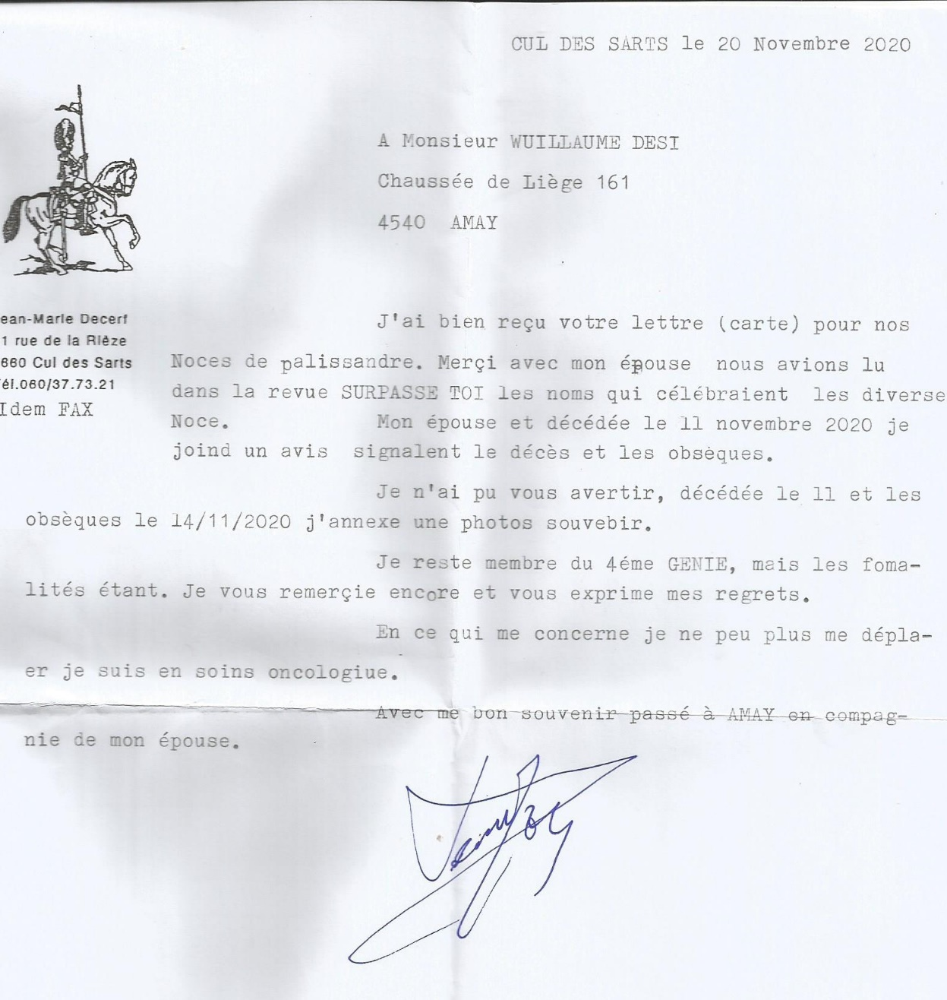 CUL DES SARTS le 20 Novembre 2020
A Monsieur WUILLAUME DESI
Chaussée de Liège 161
4540 AMAY
ean-Marie Decerf
1 rue de la Rièze
660 Cul des Sarts
él.060/37.73.21
Idem FAX
J'ai bien reçu votre lettre (carte) pour nos
Noces de palissandre. Merçi avec mon épouse nous avions lu
dans la revue SURPASSE TOI les noms qui célébraient les diverse
Noce. Mon épouse et décédée le 11 novembre 2020 je
joind un avis signalent le décès et les obsèques.
Je n'ai pu vous avertir, décédée le 11 et les
obsèques le 14/11/2020 j'annexe une photos souvebir.
Je reste membre du 4éme GENIE, mais les foma-
lités étant. Je vous remerçie encore et vous exprime mes regrets.
En ce qui me concerne je ne peu plus me dépla-
er je suis en soins oncologiue.
Avec me bon souvenir passé à AMAY en compag-
nie de mon épouse.